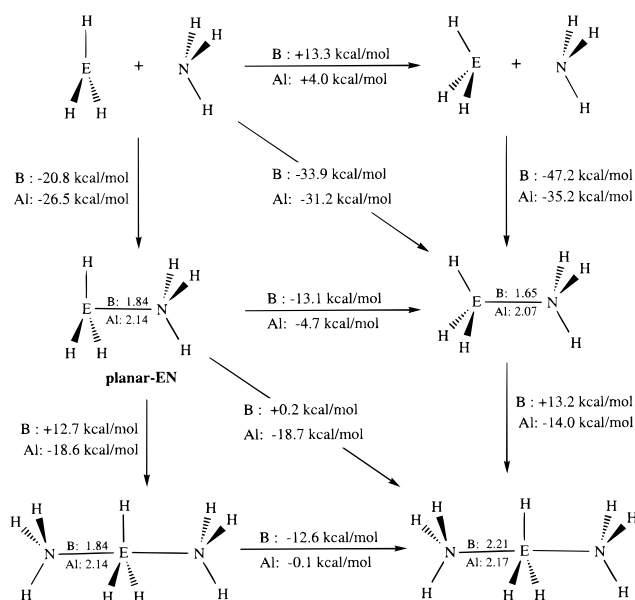 H
H
E
H H
+
H
H
N
H
B : +13.3 kcal/mol
Al: +4.0 kcal/mol
H
E
H
H
+
H
H
N
H
B : -20.8 kcal/mol
Al: -26.5 kcal/mol
B : -33.9 kcal/mol
Al: -31.2 kcal/mol
B : -47.2 kcal/mol
Al: -35.2 kcal/mol
H
H
H
E B: 1.84 N
Al: 2.14
H H
H
planar-EN
B : -13.1 kcal/mol
Al: -4.7 kcal/mol
H
H
H
E B: 1.65 N
Al: 2.07
H
H
H
B : +12.7 kcal/mol
Al: -18.6 kcal/mol
B : +0.2 kcal/mol
Al: -18.7 kcal/mol
B : +13.2 kcal/mol
Al: -14.0 kcal/mol
H
H
H
H
H
N B: 1.84 E N
Al: 2.14
H
H H
H
B: -12.6 kcal/mol
Al: -0.1 kcal/mol
H
H
H
H
H
N B: 2.21 E N
Al: 2.17
H
H H
H